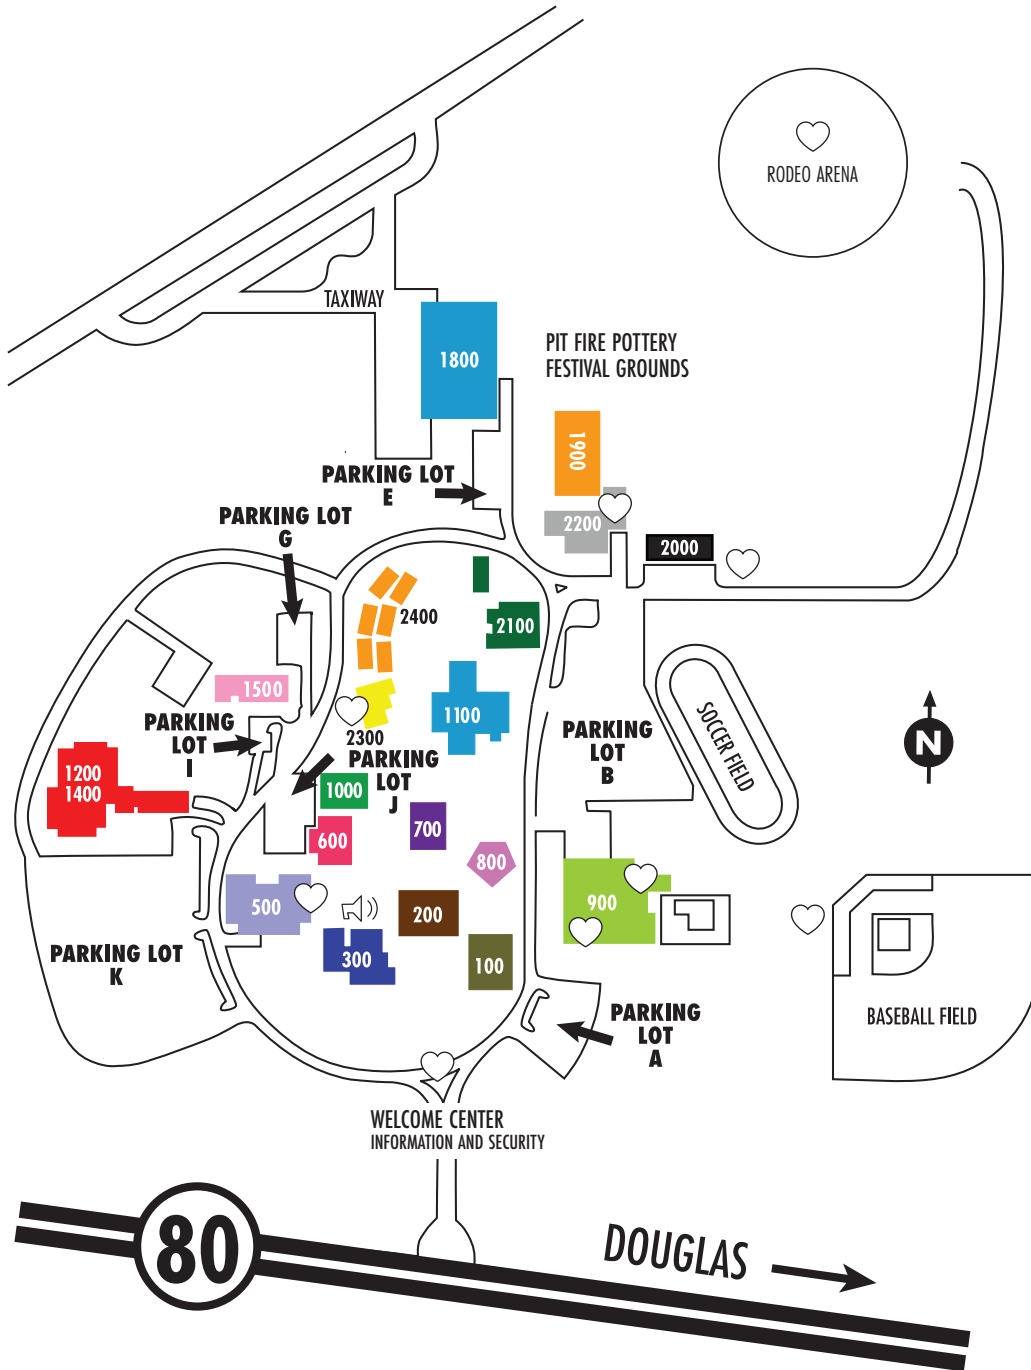 RODEO ARENA
TAXIWAY
PIT FIRE POTTERY
FESTIVAL GROUNDS
1800
1900
PARKING LOT
E
PARKING LOT
G
2200
2000
2400
2100
1500
1100
2300
PARKING
LOT
I
PARKING
LOT
J
PARKING
LOT
B
SOCCER FIELD
N
1200
1400
1000
700
600
800
500
200
900
300
100
PARKING LOT
K
PARKING
LOT
A
BASEBALL FIELD
WELCOME CENTER
INFORMATION AND SECURITY
80
DOUGLAS